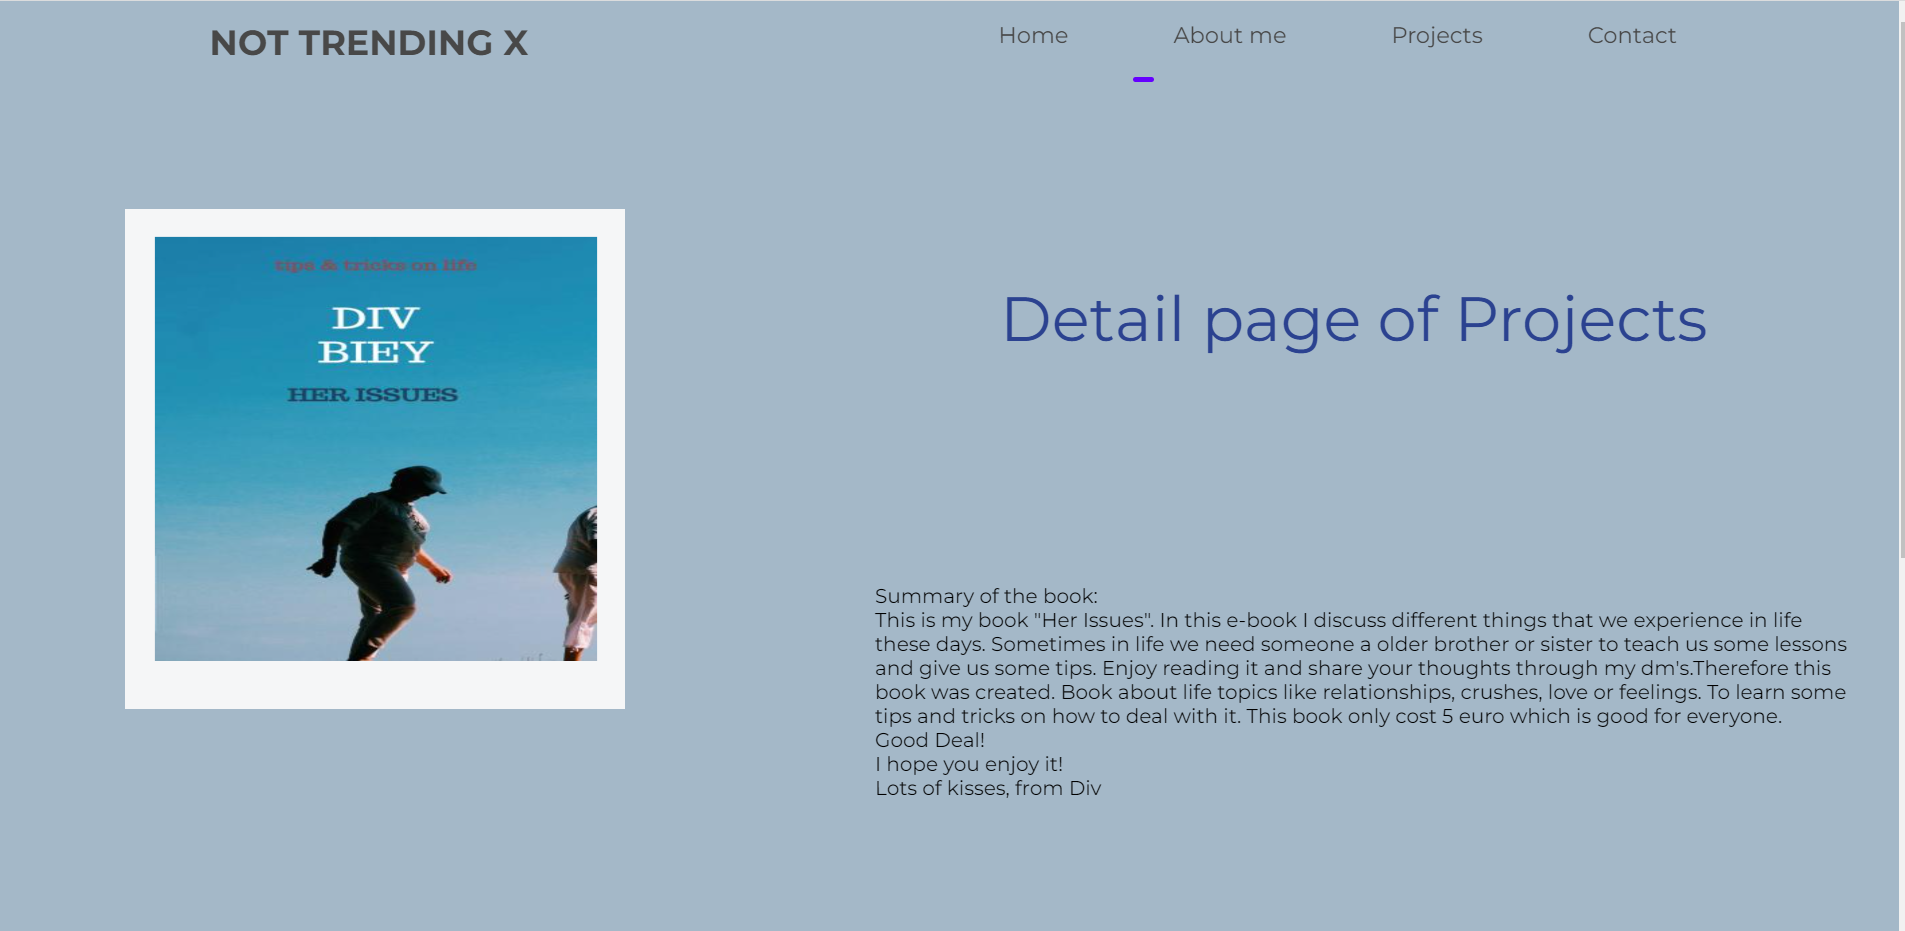 NOT TRENDING X
Home About me Projects Contact
tips & tricks on life
DIV
BIEY
HER ISSUES
Detail page of Projects
Summary of the book:
This is my book "Her Issues". In this e-book I discuss different things that we experience in life
these days. Sometimes in life we need someone a older brother or sister to teach us some lessons
and give us some tips. Enjoy reading it and share your thoughts through my dm's.Therefore this
book was created. Book about life topics like relationships, crushes, love or feelings. To learn some
tips and tricks on how to deal with it. This book only cost 5 euro which is good for everyone.
Good Deal!
I hope you enjoy it!
Lots of kisses, from Div